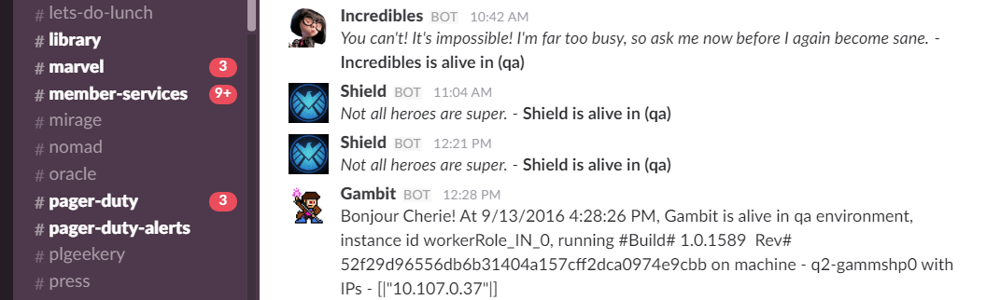 # lets-do-lunch
# library
# marvel 3
# member-services 9+
# mirage
# nomad
# oracle
# pager-duty 3
# pager-duty-alerts
# plgeekery
# press
Incredibles BOT 10:42 AM
You can't! It's impossible! I'm far too busy, so ask me now before I again become sane. -
Incredibles is alive in (qa)
Shield BOT 11:04 AM
Not all heroes are super. - Shield is alive in (qa)
Shield BOT 12:21 PM
Not all heroes are super. - Shield is alive in (qa)
Gambit BOT 12:28 PM
Bonjour Cherie! At 9/13/2016 4:28:26 PM, Gambit is alive in qa environment,
instance id workerRole_IN_0, running #Build# 1.0.1589 Rev#
52f29d96556db6b31404a157cff2dca0974e9cbb on machine - q2-gammshp0 with
IPs - [|"10.107.0.37"|]